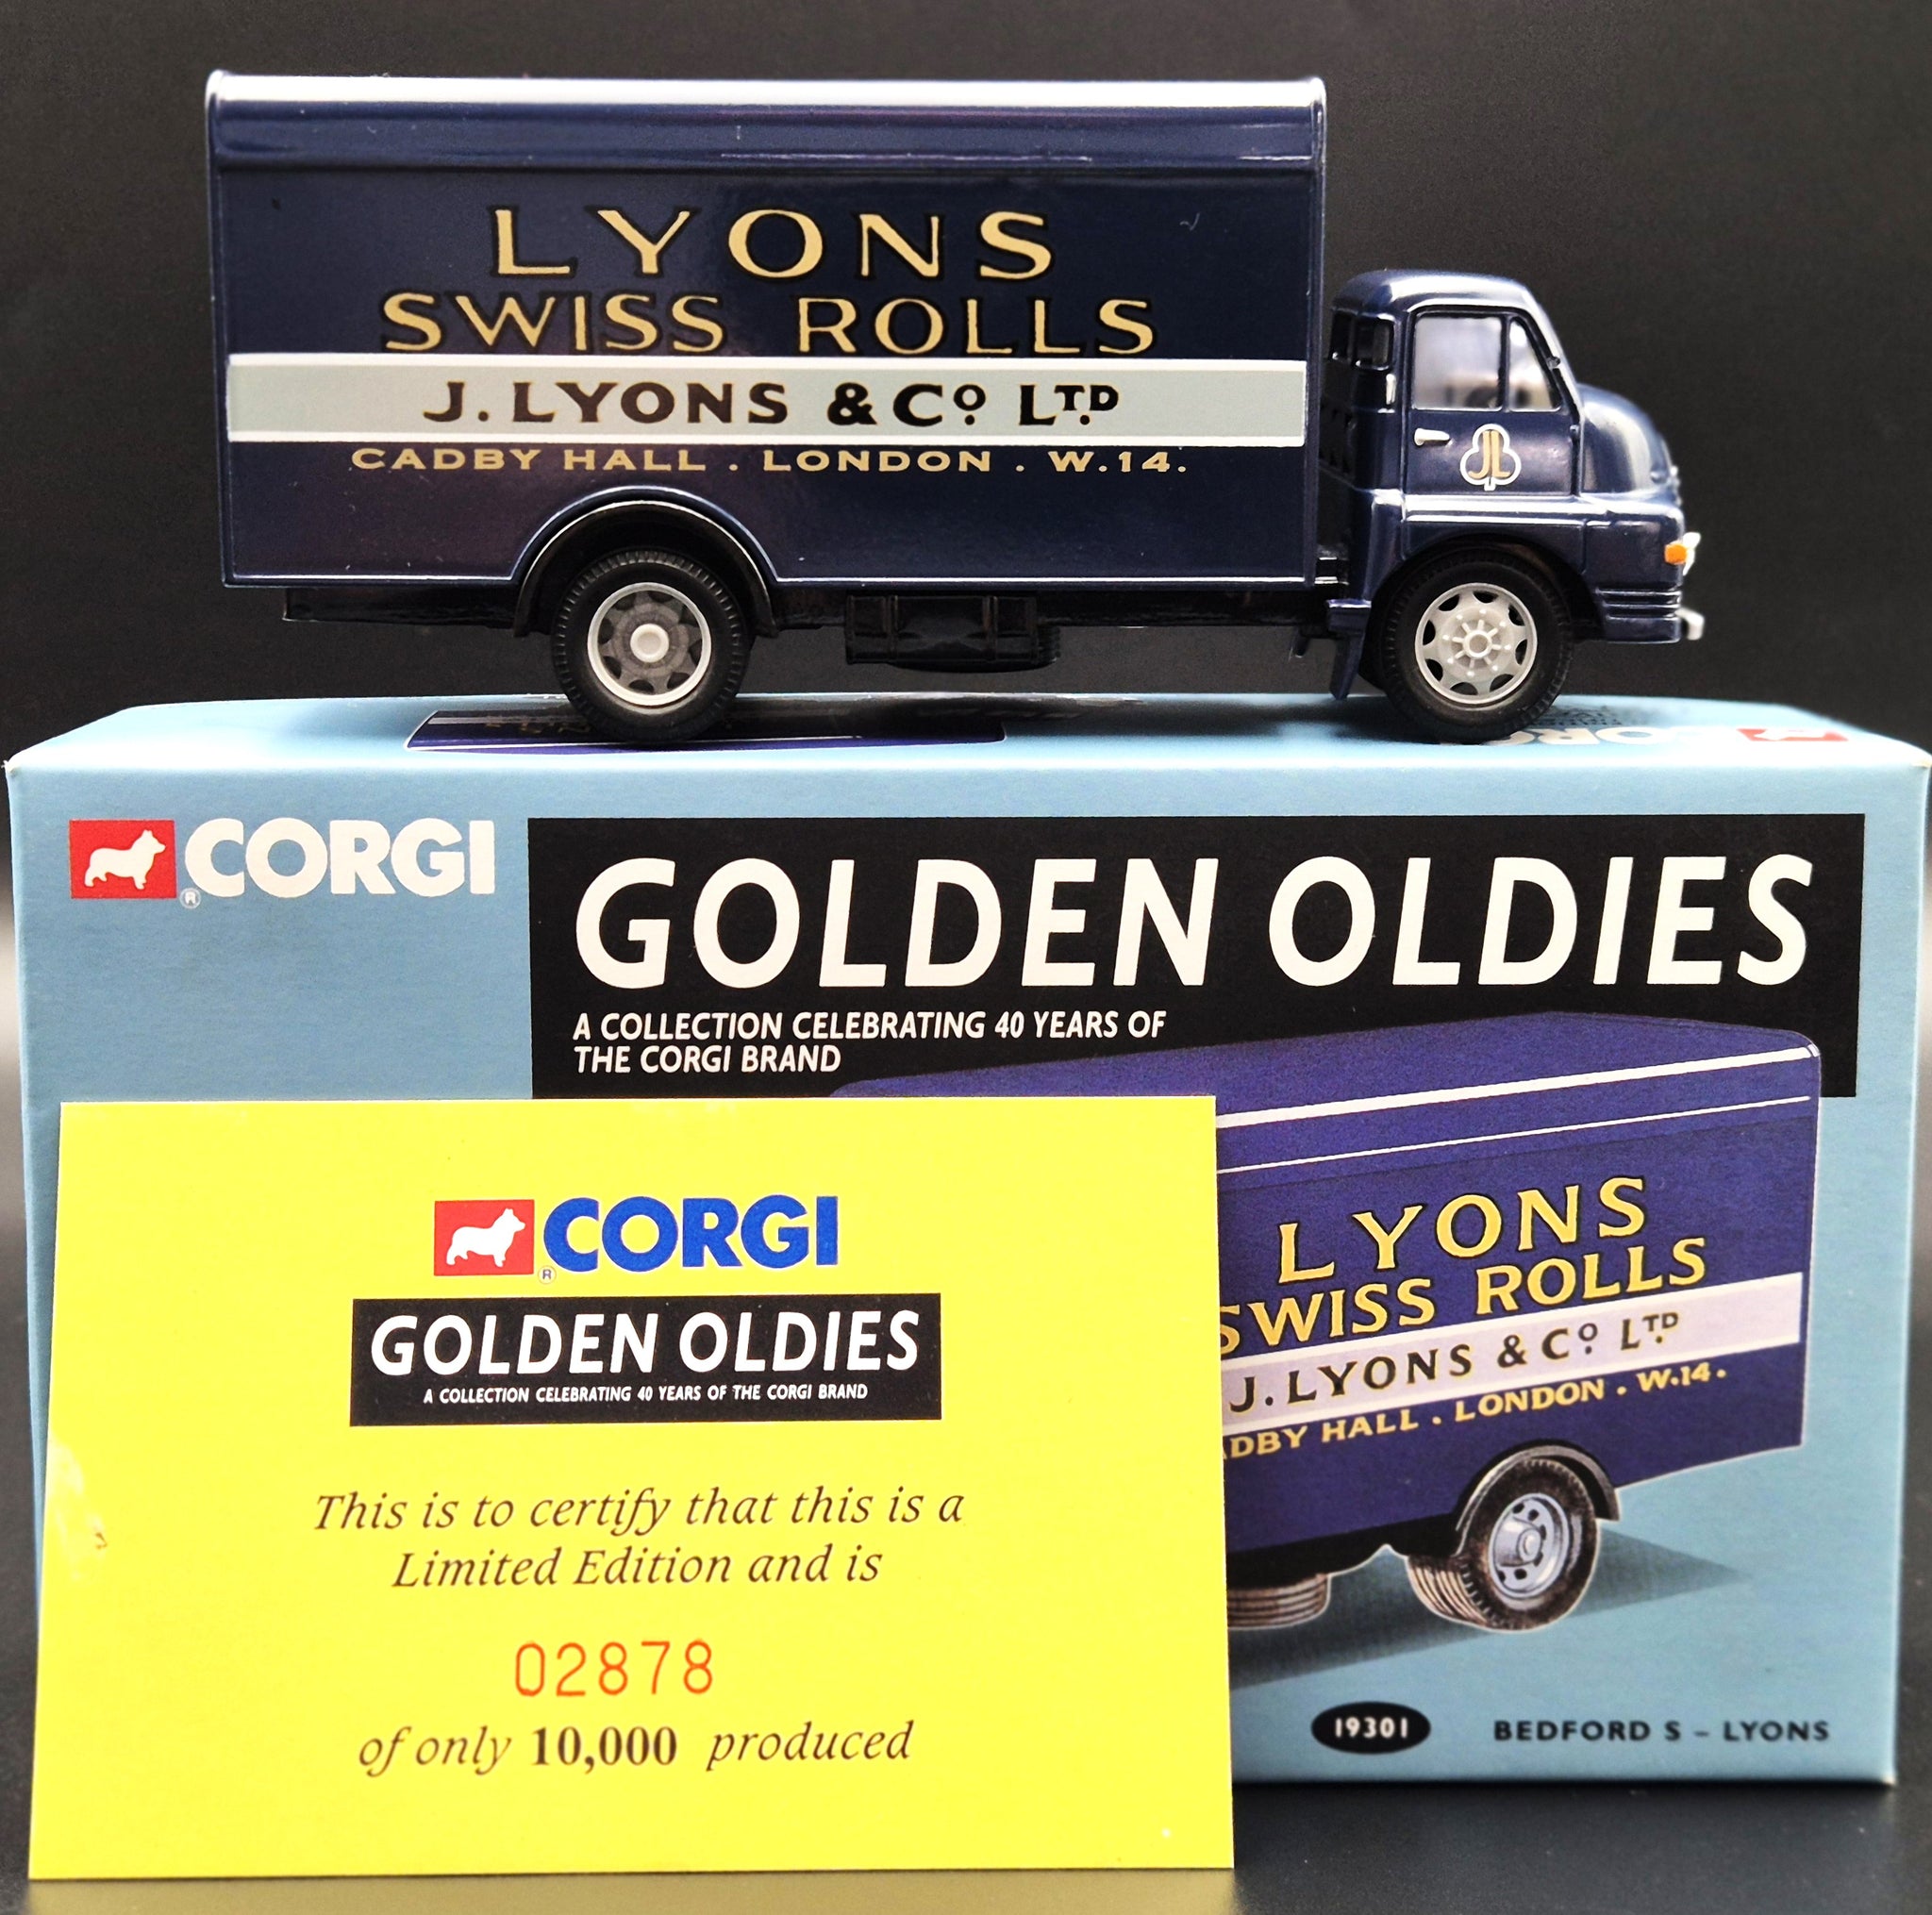 LYONS
SWISS ROLLS
J. LYONS & Cº LTD
CADBY HALL . LONDON . W.14.
JL
CORGI
®
GOLDEN OLDIES
A COLLECTION CELEBRATING 40 YEARS OF
THE CORGI BRAND
LYONS
SWISS ROLLS
J. LYONS & Cº LTD
HALL . LONDON . W.14.
19301
BEDFORD S – LYONS
CORGI
®
GOLDEN OLDIES
A COLLECTION CELEBRATING 40 YEARS OF THE CORGI BRAND
This is to certify that this is a
Limited Edition and is
02878
of only 10,000 produced